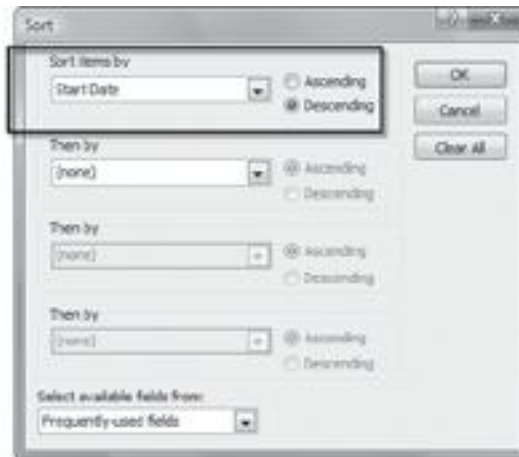 Sort
Sort items by
Start Date
Ascending
Descending
OK
Cancel
Clear All
Then by
(none)
Ascending
Descending
Then by
(none)
Ascending
Descending
Then by
(none)
Ascending
Descending
Select available fields from:
Frequently-used fields